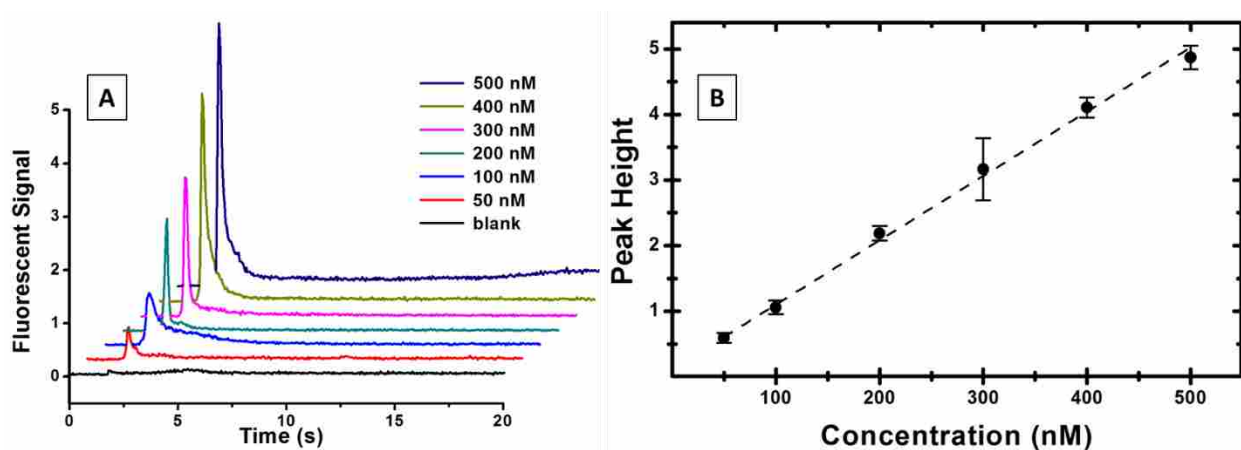 A
500 nM
400 nM
300 nM
200 nM
100 nM
50 nM
blank
Fluorescent Signal
5
4
3
2
1
0
0 5 10 15 20
Time (s)
B
Peak Height
5
4
3
2
1
100 200 300 400 500
Concentration (nM)